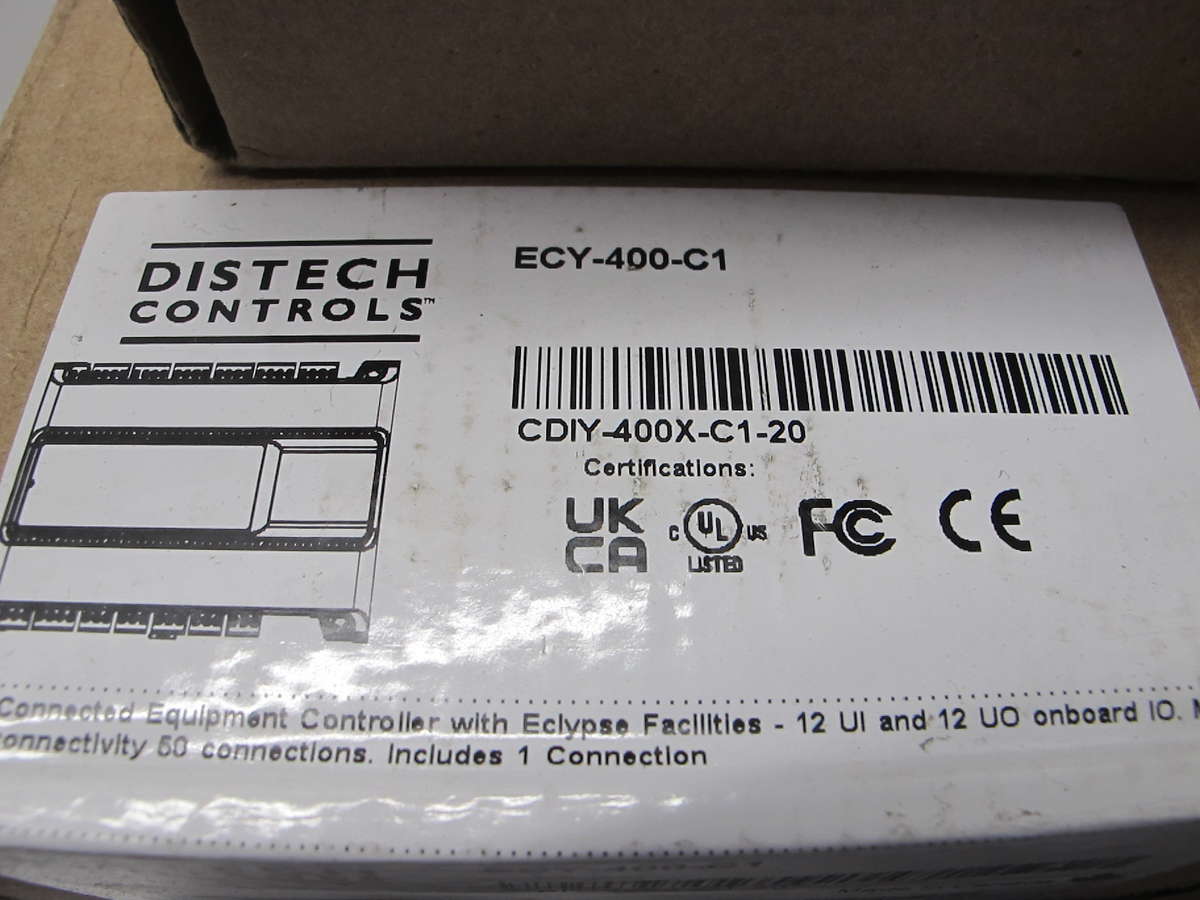 DISTECH
CONTROLS™
ECY-400-C1
CDIY-400X-C1-20
Certifications:
UK
CA
C UL US
LISTED
FC
CE
Connected Equipment Controller with Eclypse Facilities - 12 UI and 12 UO onboard IO. M
onnectivity 50 connections. Includes 1 Connection